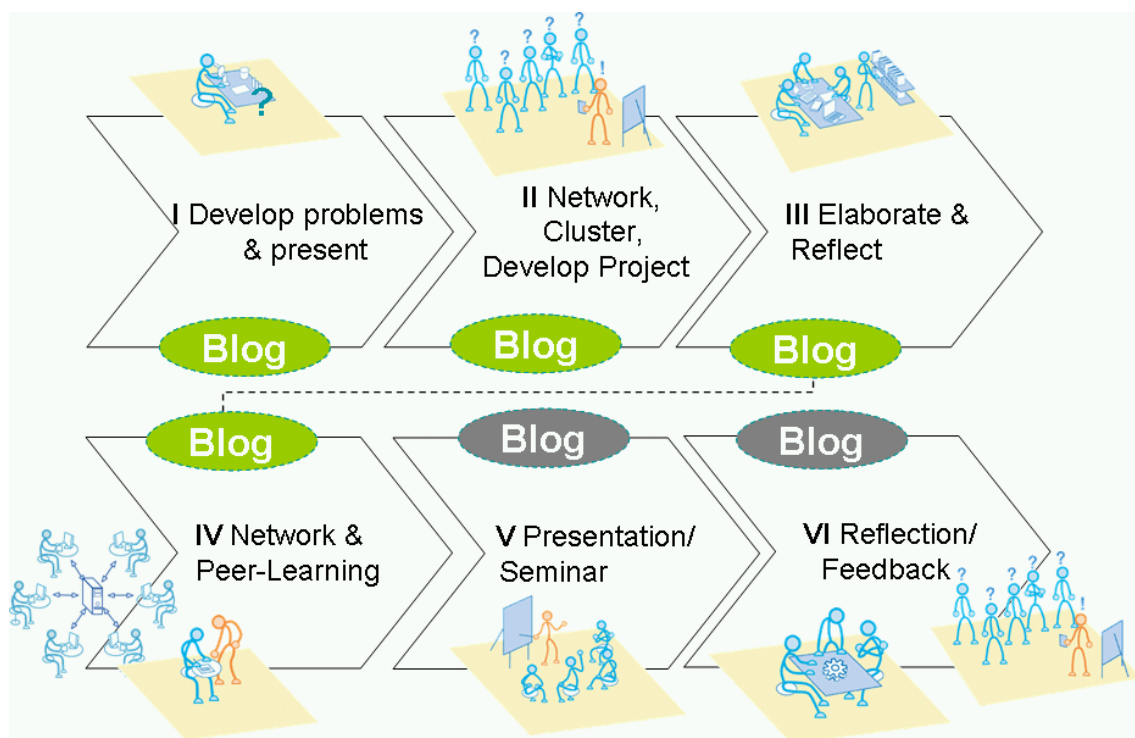 ? 
? ? ? ? ?
!
I Develop problems
& present
II Network,
Cluster,
Develop Project
III Elaborate &
Reflect
Blog
Blog
Blog
Blog
Blog
Blog
IV Network &
Peer-Learning
V Presentation/
Seminar
VI Reflection/
Feedback
? ? ? ? ?
!